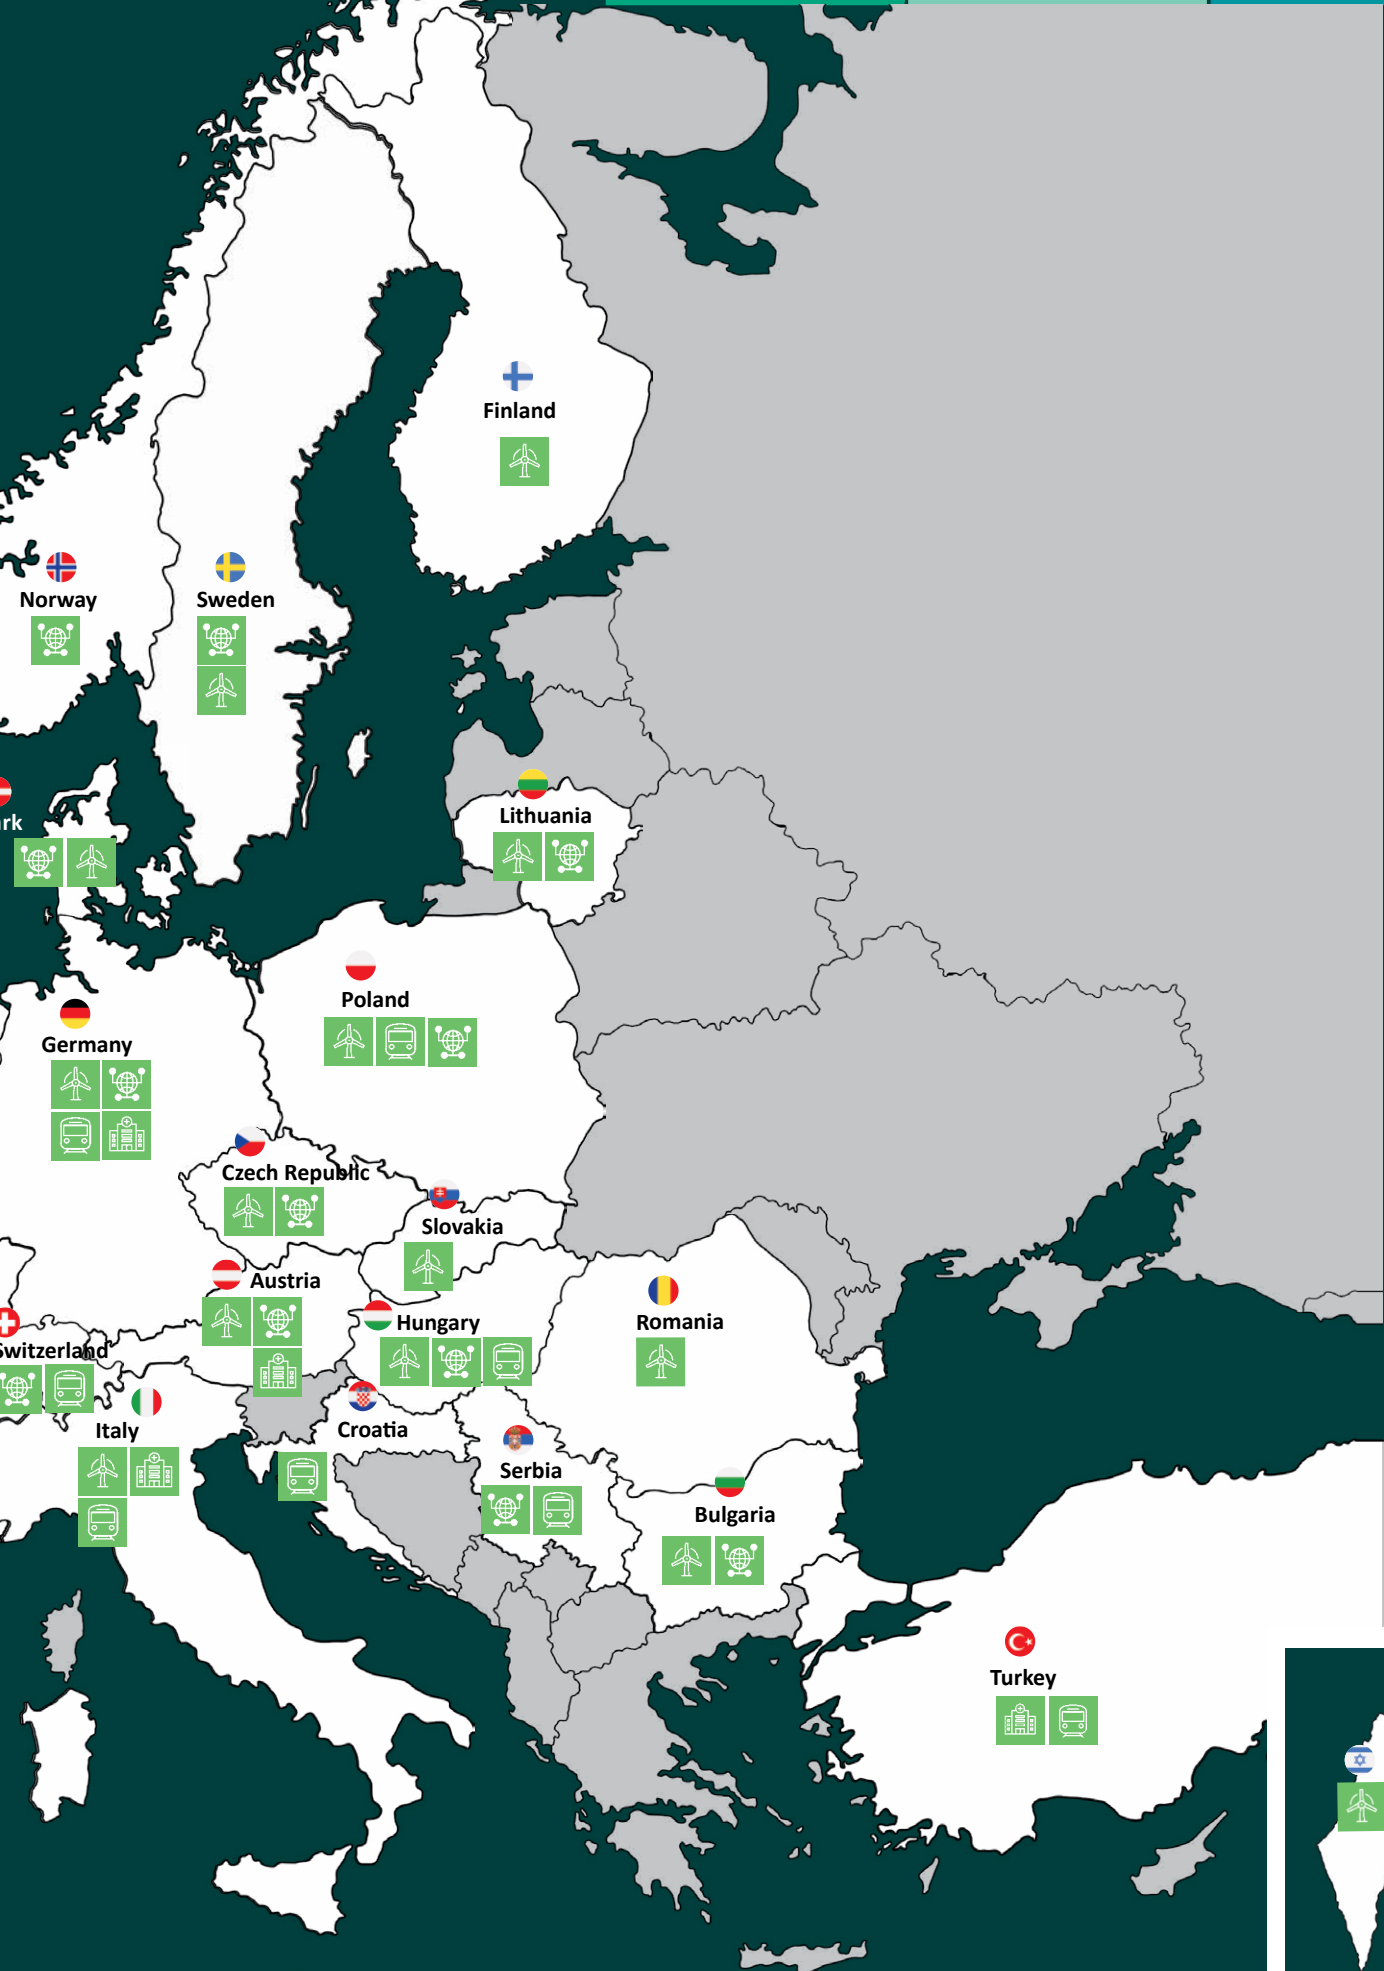 Finland
Norway
Sweden
rk
Lithuania
Poland
Germany
Czech Republic
Slovakia
Austria
Hungary
Romania
Switzerland
Croatia
Italy
Serbia
Bulgaria
Turkey